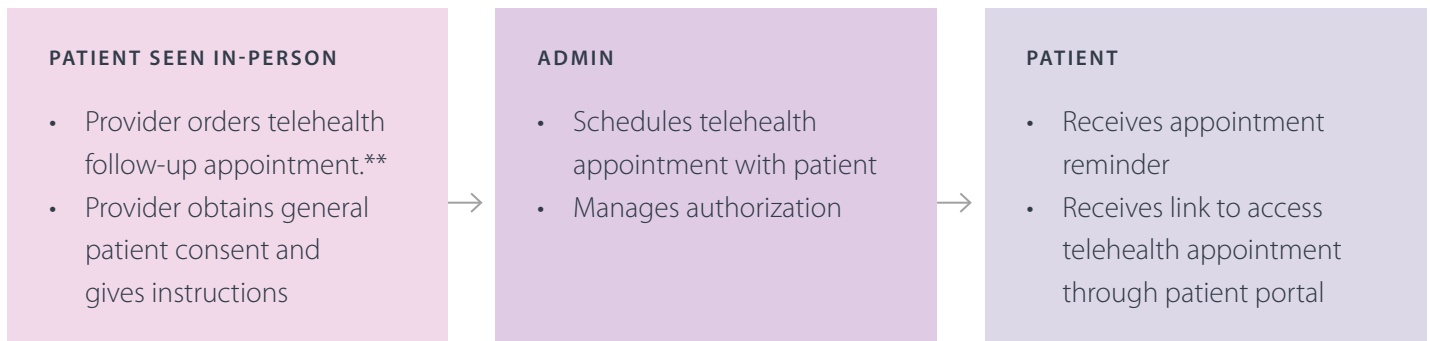 PATIENT SEEN IN-PERSON
• Provider orders telehealth
follow-up appointment.**
• Provider obtains general
patient consent and
gives instructions
ADMIN
• Schedules telehealth
appointment with patient
• Manages authorization
PATIENT
• Receives appointment
reminder
• Receives link to access
telehealth appointment
through patient portal